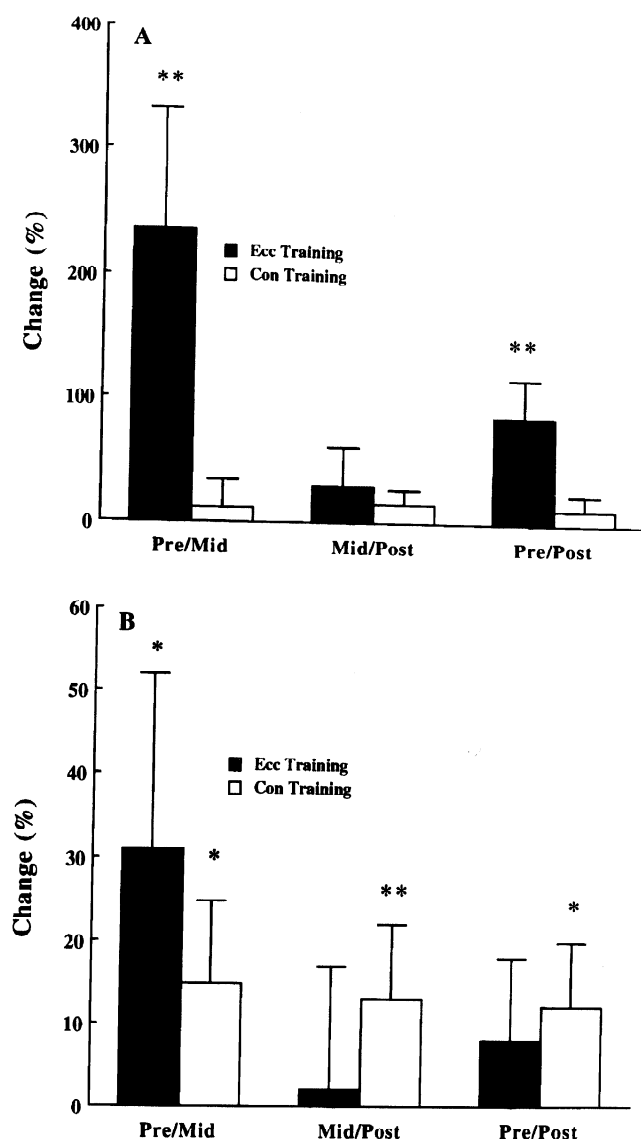 400
A
**
300
Change (%)
Ecc Training
Con Training
200
**
100
0
Pre/Mid
Mid/Post
Pre/Post
60
B
*
50
Ecc Training
Con Training
40
Change (%)
30
*
**
*
20
10
0
Pre/Mid
Mid/Post
Pre/Post